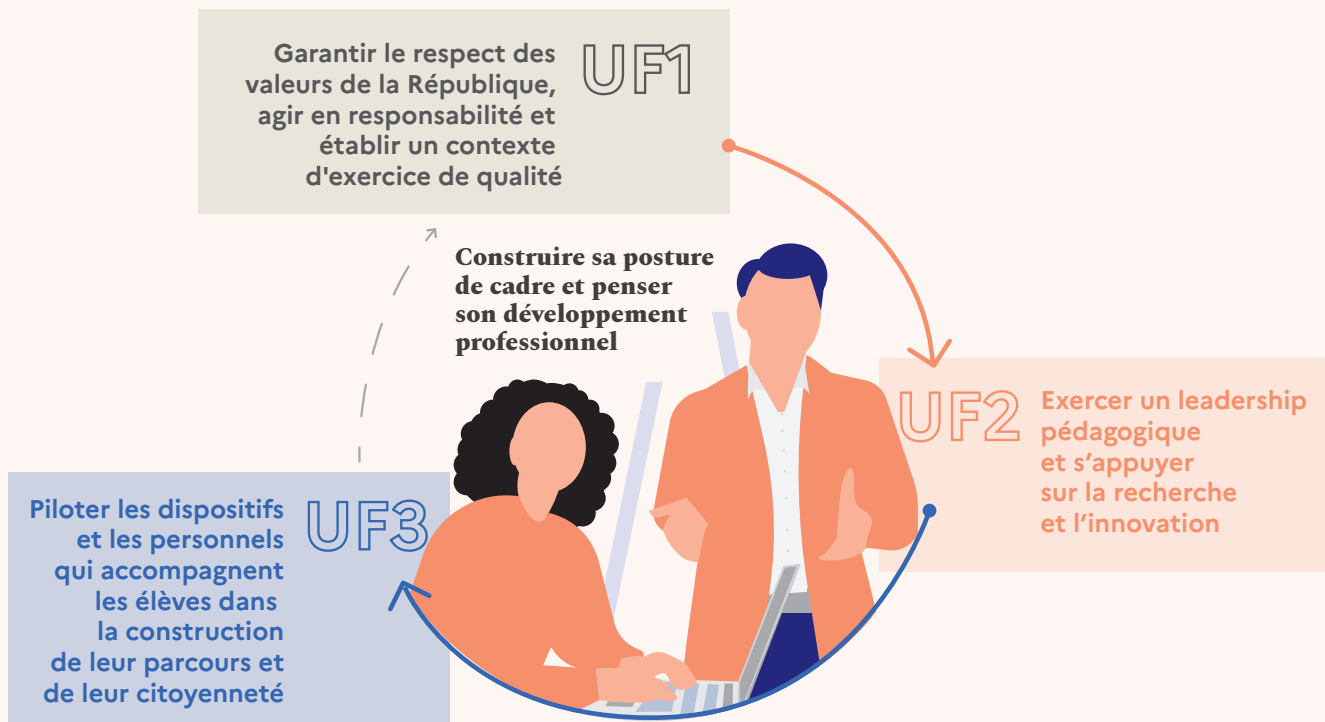 Garantir le respect des
valeurs de la République,
agir en responsabilité et
établir un contexte
d'exercice de qualité
UF1
Construire sa posture
de cadre et penser
son développement
professionnel
UF2
Exercer un leadership
pédagogique
et s’appuyer
sur la recherche
et l’innovation
Piloter les dispositifs
et les personnels
qui accompagnent
les élèves dans
la construction
de leur parcours et
de leur citoyenneté
UF3